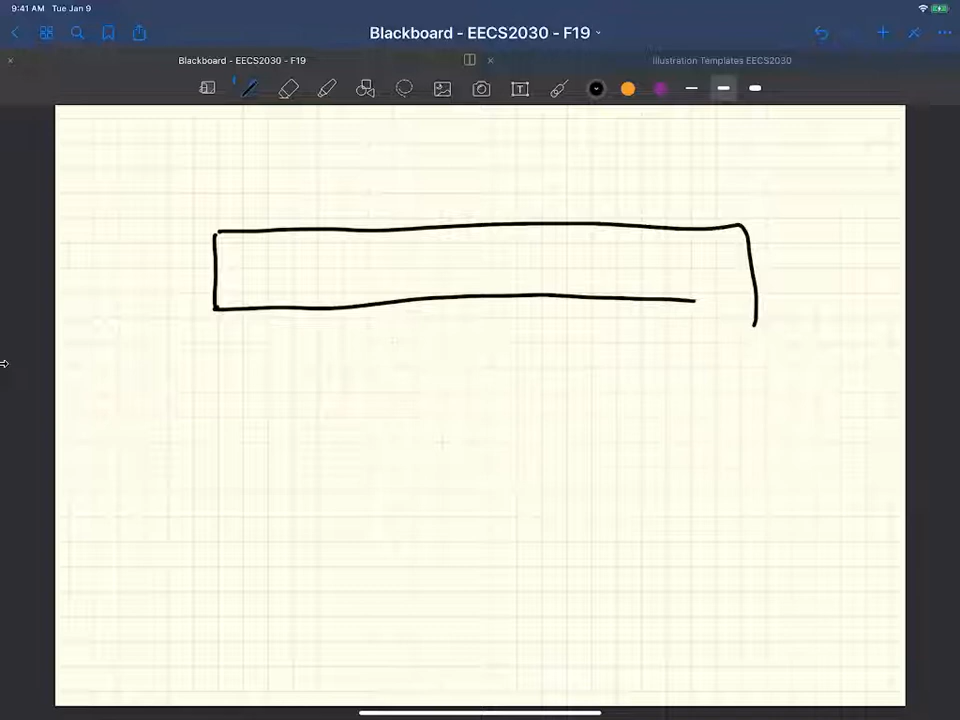 9:41 AM Tue Jan 9
Blackboard - EECS2030 - F19
Blackboard - EECS2030 - F19
Illustration Templates EECS2030
T